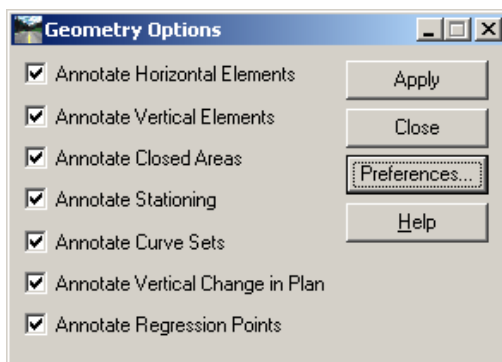 Geometry Options
Annotate Horizontal Elements
Annotate Vertical Elements
Annotate Closed Areas
Annotate Stationing
Annotate Curve Sets
Annotate Vertical Change in Plan
Annotate Regression Points
Apply
Close
Preferences...
Help